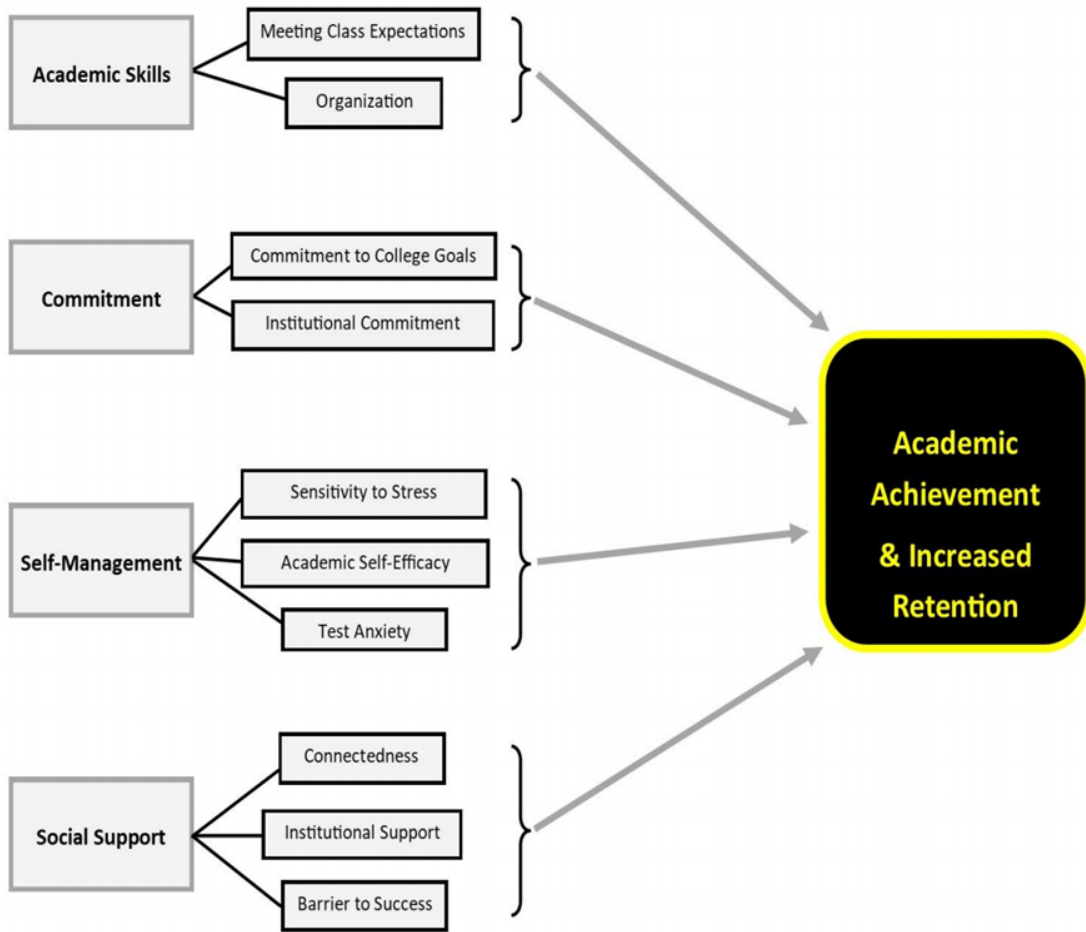 Academic Skills
Meeting Class Expectations
Organization
Commitment
Commitment to College Goals
Institutional Commitment
Self-Management
Sensitivity to Stress
Academic Self-Efficacy
Test Anxiety
Social Support
Connectedness
Institutional Support
Barrier to Success
Academic
Achievement
& Increased
Retention